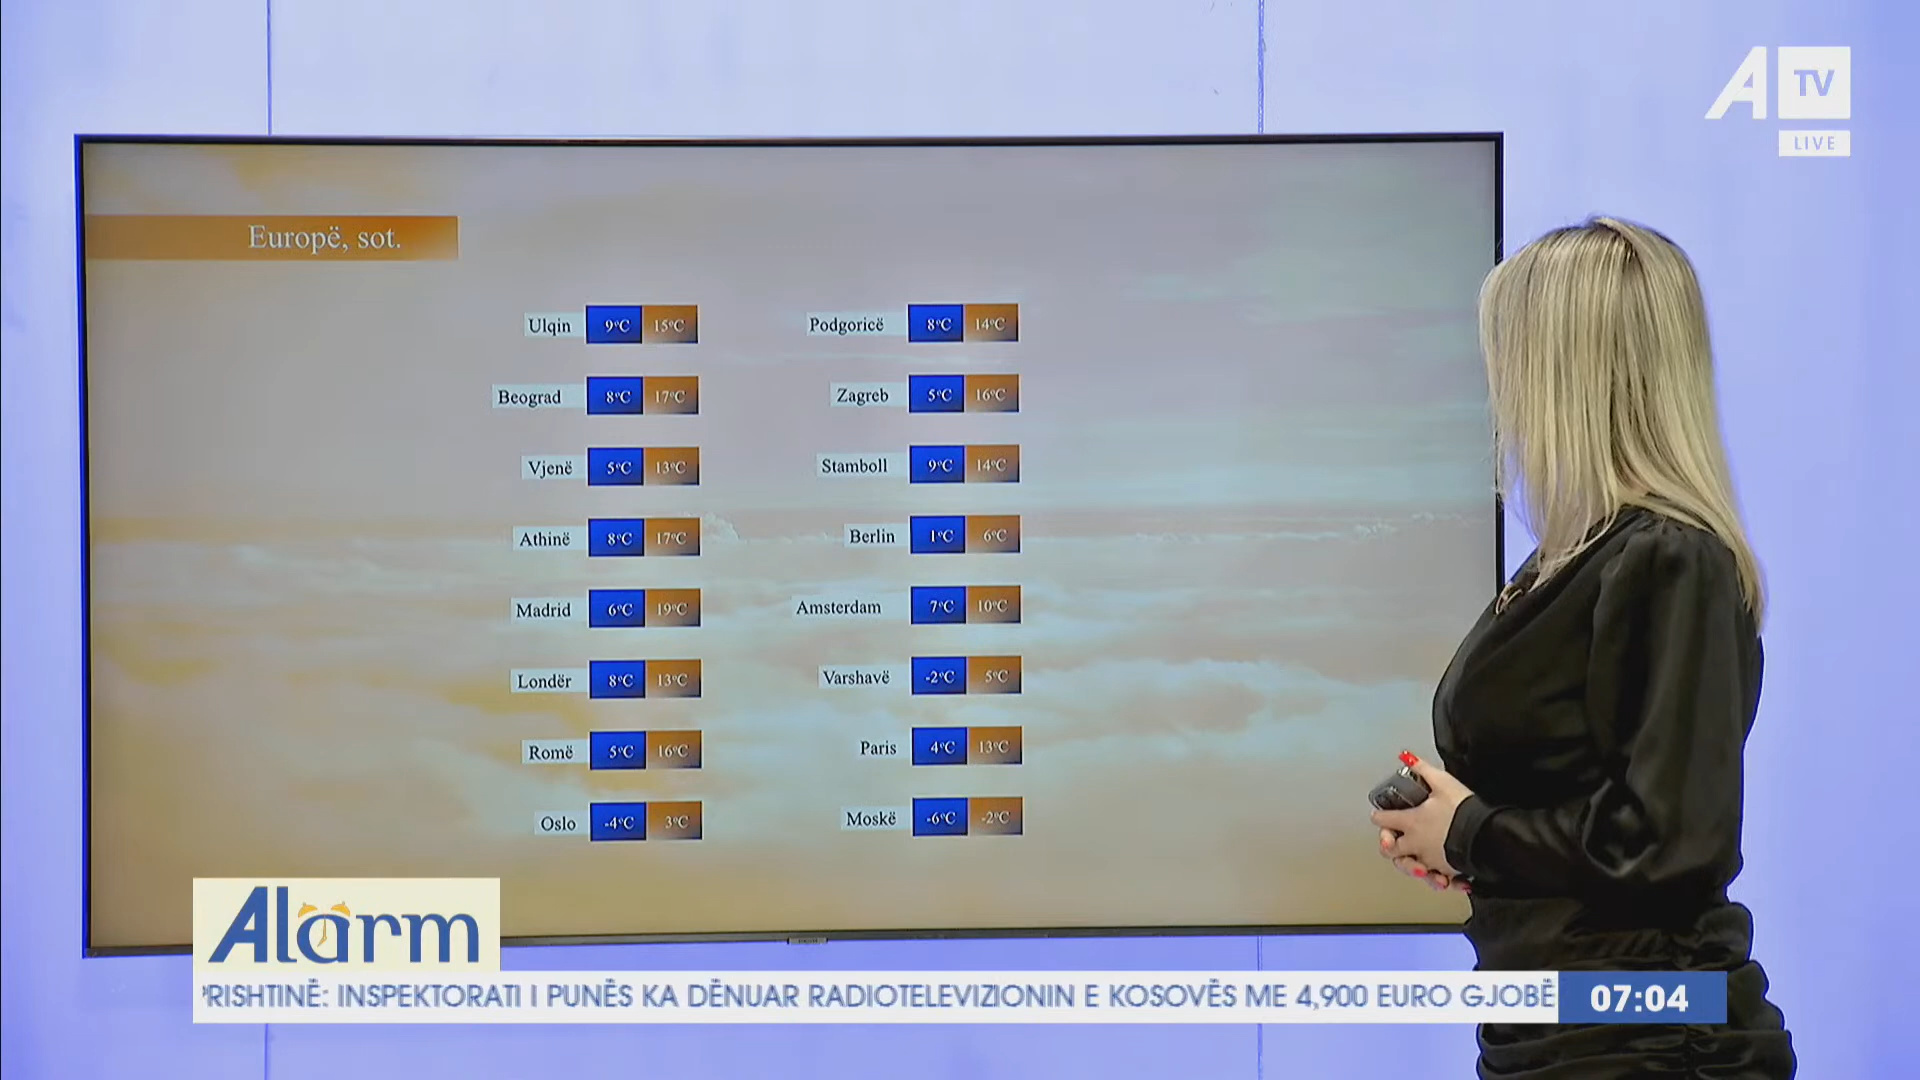 A TV
LIVE
Europë, sot.
Ulqin 9°C 15°C Podgoricë 8°C 14°C
Beograd 8°C 17°C Zagreb 5°C 16°C
Vjenë 5°C 13°C Stamboll 9°C 14°C
Athinë 8°C 17°C Berlin 1°C 6°C
Madrid 6°C 19°C Amsterdam 7°C 10°C
Londër 8°C 13°C Varshavë -2°C 5°C
Romë 5°C 16°C Paris 4°C 13°C
Oslo -4°C 3°C Moskë -6°C -2°C
Alarm
PRISHTINË: INSPEKTORATI I PUNËS KA DËNUAR RADIOTELEVIZIONIN E KOSOVËS ME 4,900 EURO GJOBË 07:04